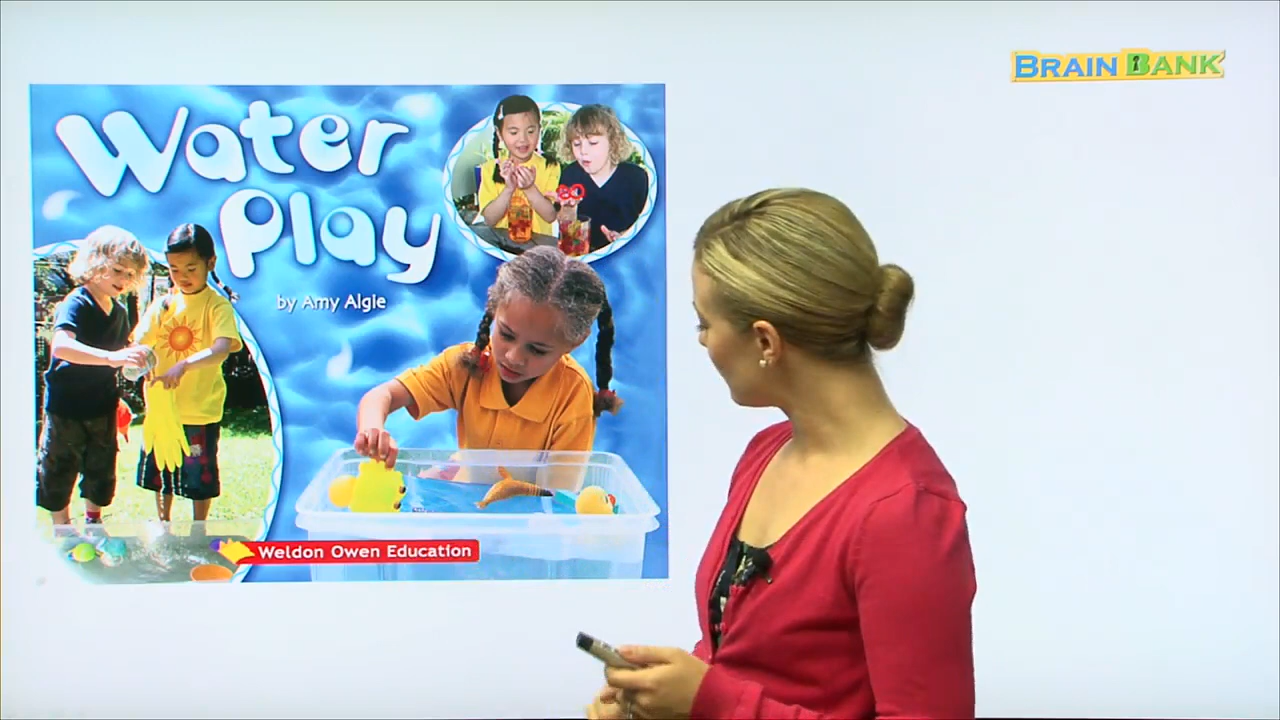 BRAIN BANK
Water
Play
by Amy Algie
Weldon Owen Education